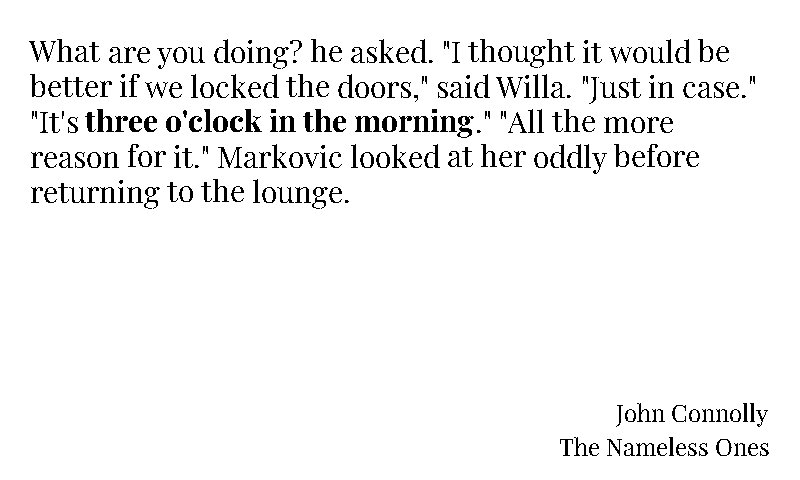 What are you doing? he asked. "I thought it would be
better if we locked the doors," said Willa. "Just in case."
"It's three o'clock in the morning." "All the more
reason for it." Markovic looked at her oddly before
returning to the lounge.
John Connolly
The Nameless Ones